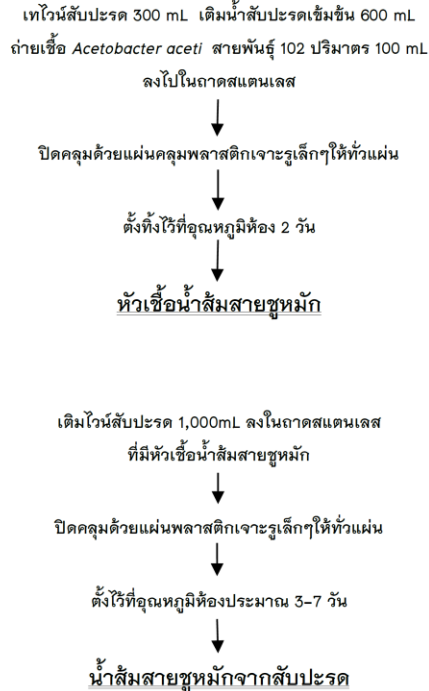 เทไวน์สับปะรด 300 mL เติมน้ำสับปะรดเข้มข้น 600 mL
ถ่ายเชื้อ Acetobacter aceti สายพันธุ์ 102 ปริมาตร 100 mL
ลงไปในถาดสแตนเลส
ปิดคลุมด้วยแผ่นคลุมพลาสติกเจาะรูเล็กๆให้ทั่วแผ่น
ตั้งทิ้งไว้ที่อุณหภูมิห้อง 2 วัน
หัวเชื้อน้ำส้มสายชูหมัก
เติมไวน์สับปะรด 1,000mL ลงในถาดสแตนเลส
ที่มีหัวเชื้อน้ำส้มสายชูหมัก
ปิดคลุมด้วยแผ่นพลาสติกเจาะรูเล็กๆให้ทั่วแผ่น
ตั้งไว้ที่อุณหภูมิห้องประมาณ 3-7 วัน
น้ำส้มสายชูหมักจากสับปะรด